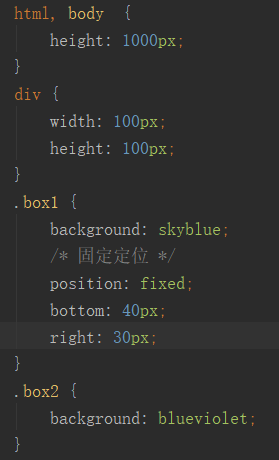 html, body  {
    height: 1000px;
}
div {
    width: 100px;
    height: 100px;
}
.box1 {
    background: skyblue;
    /* 固定定位 */
    position: fixed;
    bottom: 40px;
    right: 30px;
}
.box2 {
    background: blueviolet;
}